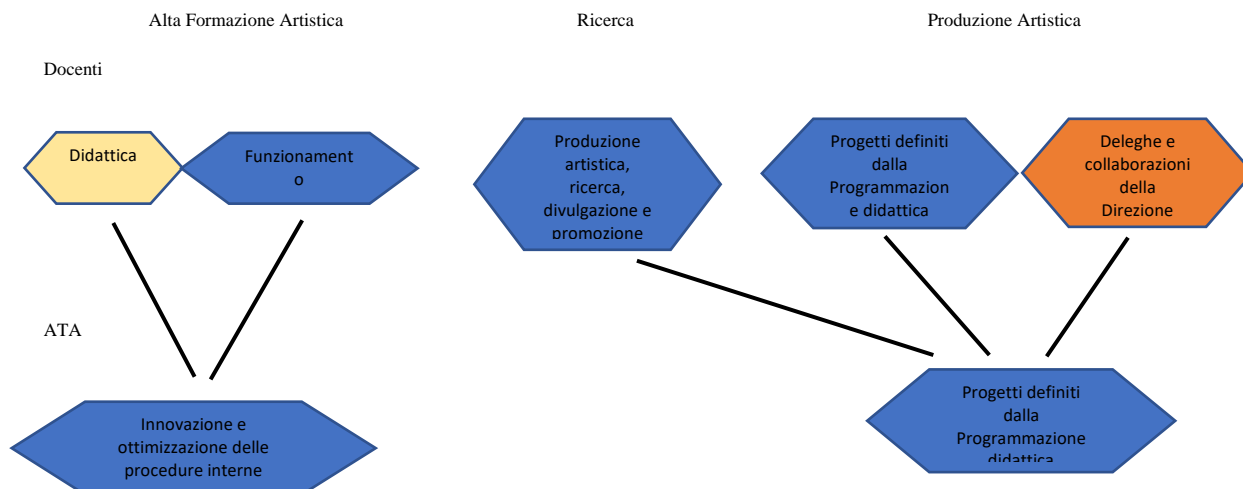 Alta Formazione Artistica
Ricerca
Produzione Artistica
Docenti
Didattica
Funzionament
o
Produzione
artistica,
ricerca,
divulgazione e
promozione
Progetti definiti
dalla
Programmazion
e didattica
Deleghe e
collaborazioni
della
Direzione
ATA
Innovazione e
ottimizzazione delle
procedure interne
Progetti definiti
dalla
Programmazione
didattica